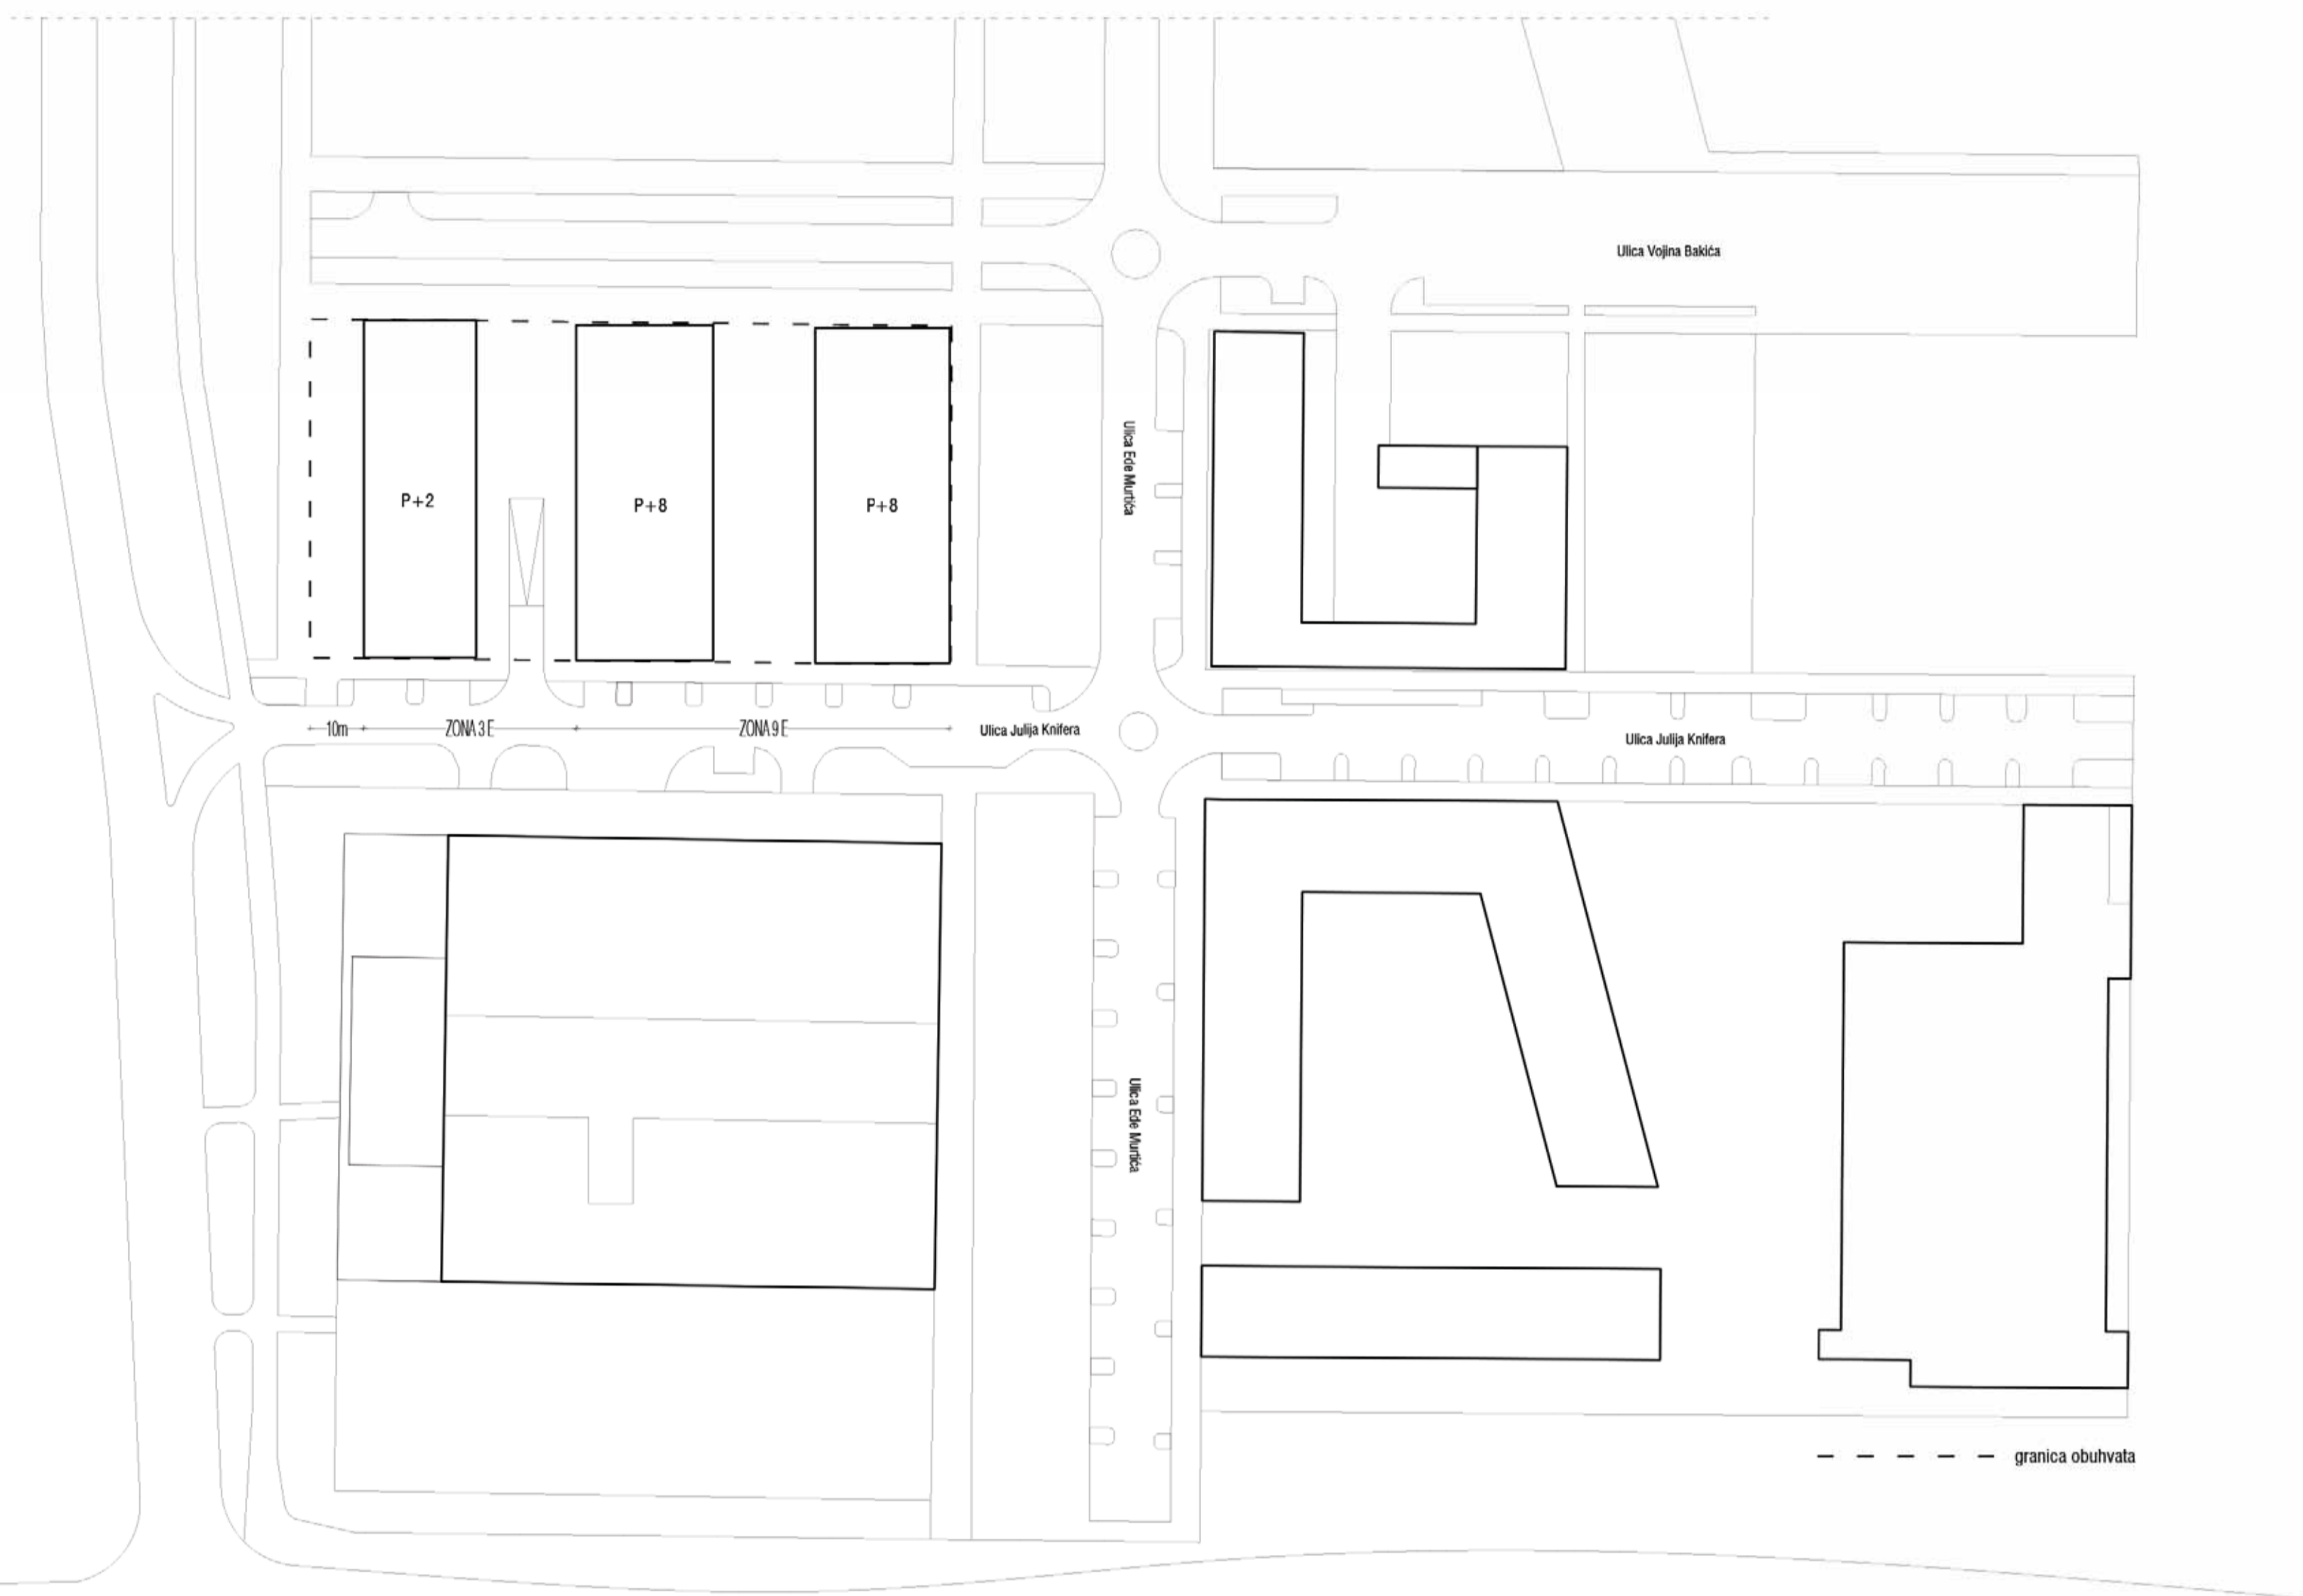 Ulica Vojina Bakića
Ulica Ede Murtića
P+2
P+8
P+8
10m
ZONA 3 E
ZONA 9 E
Ulica Julija Knifera
Ulica Julija Knifera
Ulica Ede Murtića
granica obuhvata